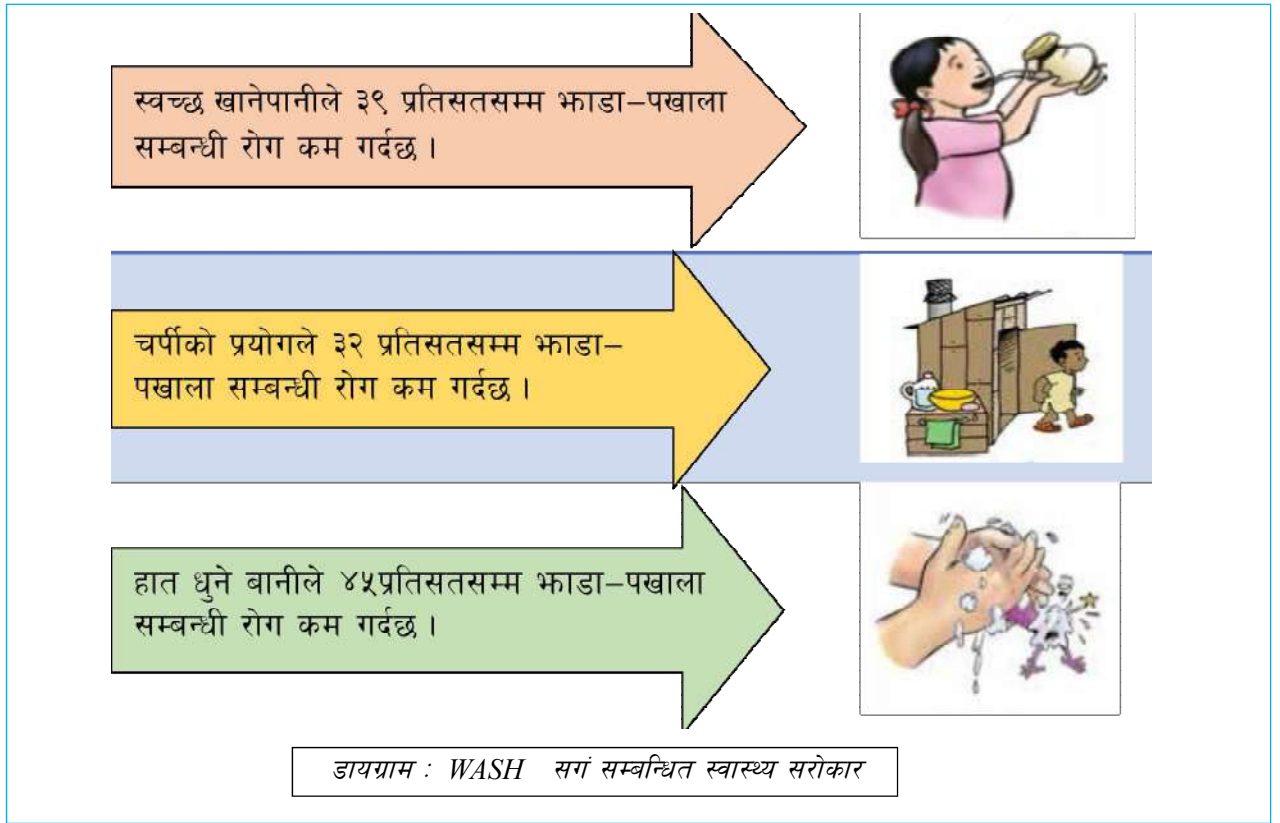 स्वच्छ खानेपानीले ३९ प्रतिसतसम्म झाडा–पखाला
सम्बन्धी रोग कम गर्दछ ।
चर्पीको प्रयोगले ३२ प्रतिसतसम्म झाडा–
पखाला सम्बन्धी रोग कम गर्दछ ।
हात धुने बानीले ४५प्रतिसतसम्म झाडा–पखाला
सम्बन्धी रोग कम गर्दछ ।
डायग्राम : WASH सगं सम्बन्धित स्वास्थ्य सरोकार